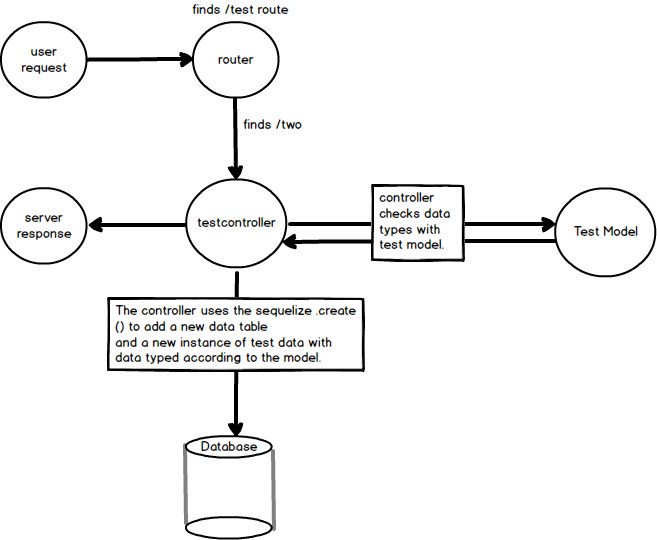 finds /test route
user
request
router
finds /two
controller
checks data
types with
test model.
server
response
testcontroller
Test Model
The controller uses the sequelize .create
() to add a new data table
and a new instance of test data with
data typed according to the model.
Database